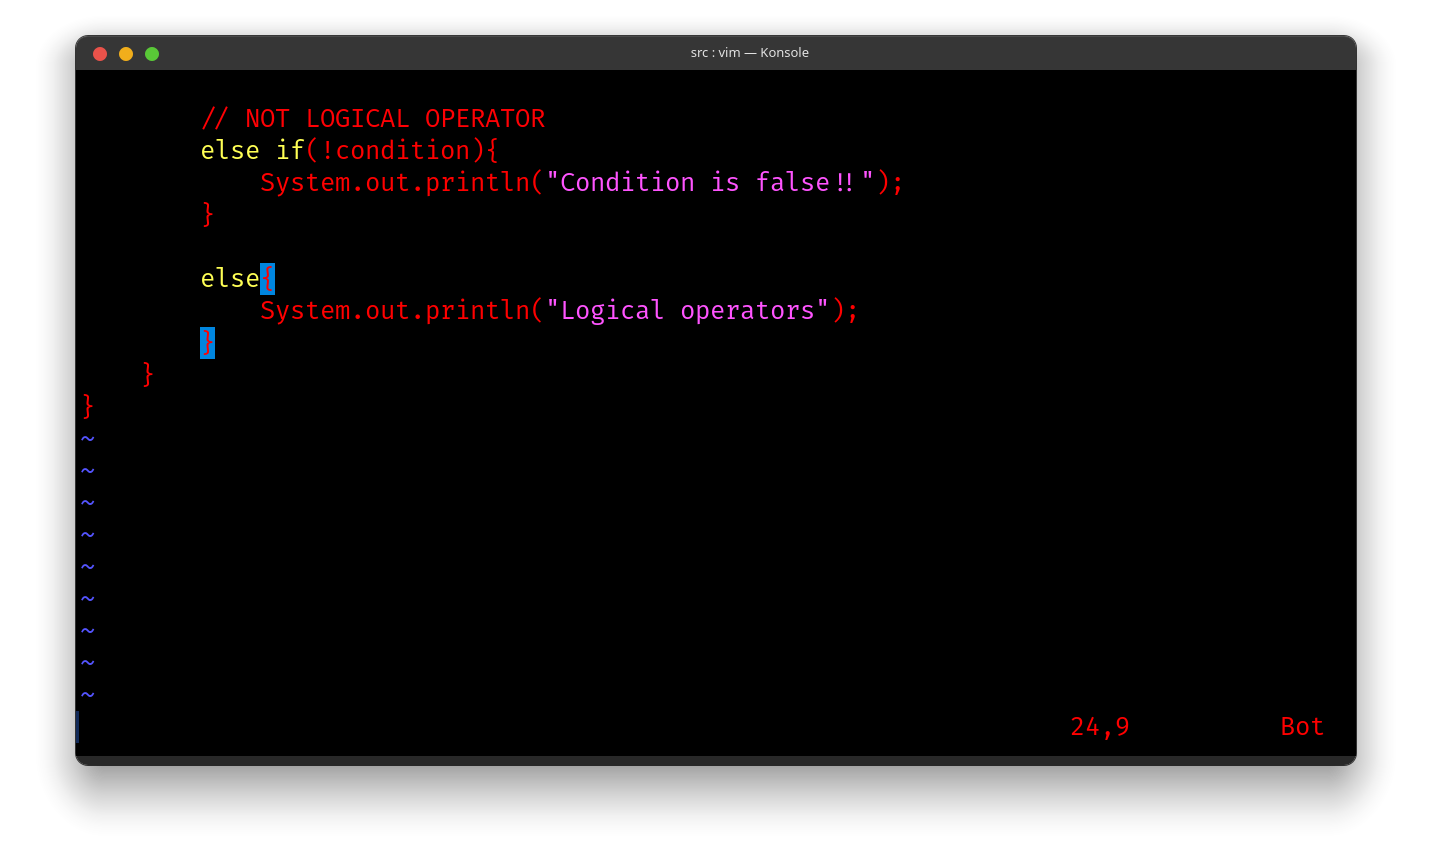 src : vim — Konsole
// NOT LOGICAL OPERATOR
else if(!condition){
System.out.println("Condition is false!!");
}
else{
System.out.println("Logical operators");
}
}
}
~
~
~
~
~
~
~
~
~
24,9 Bot